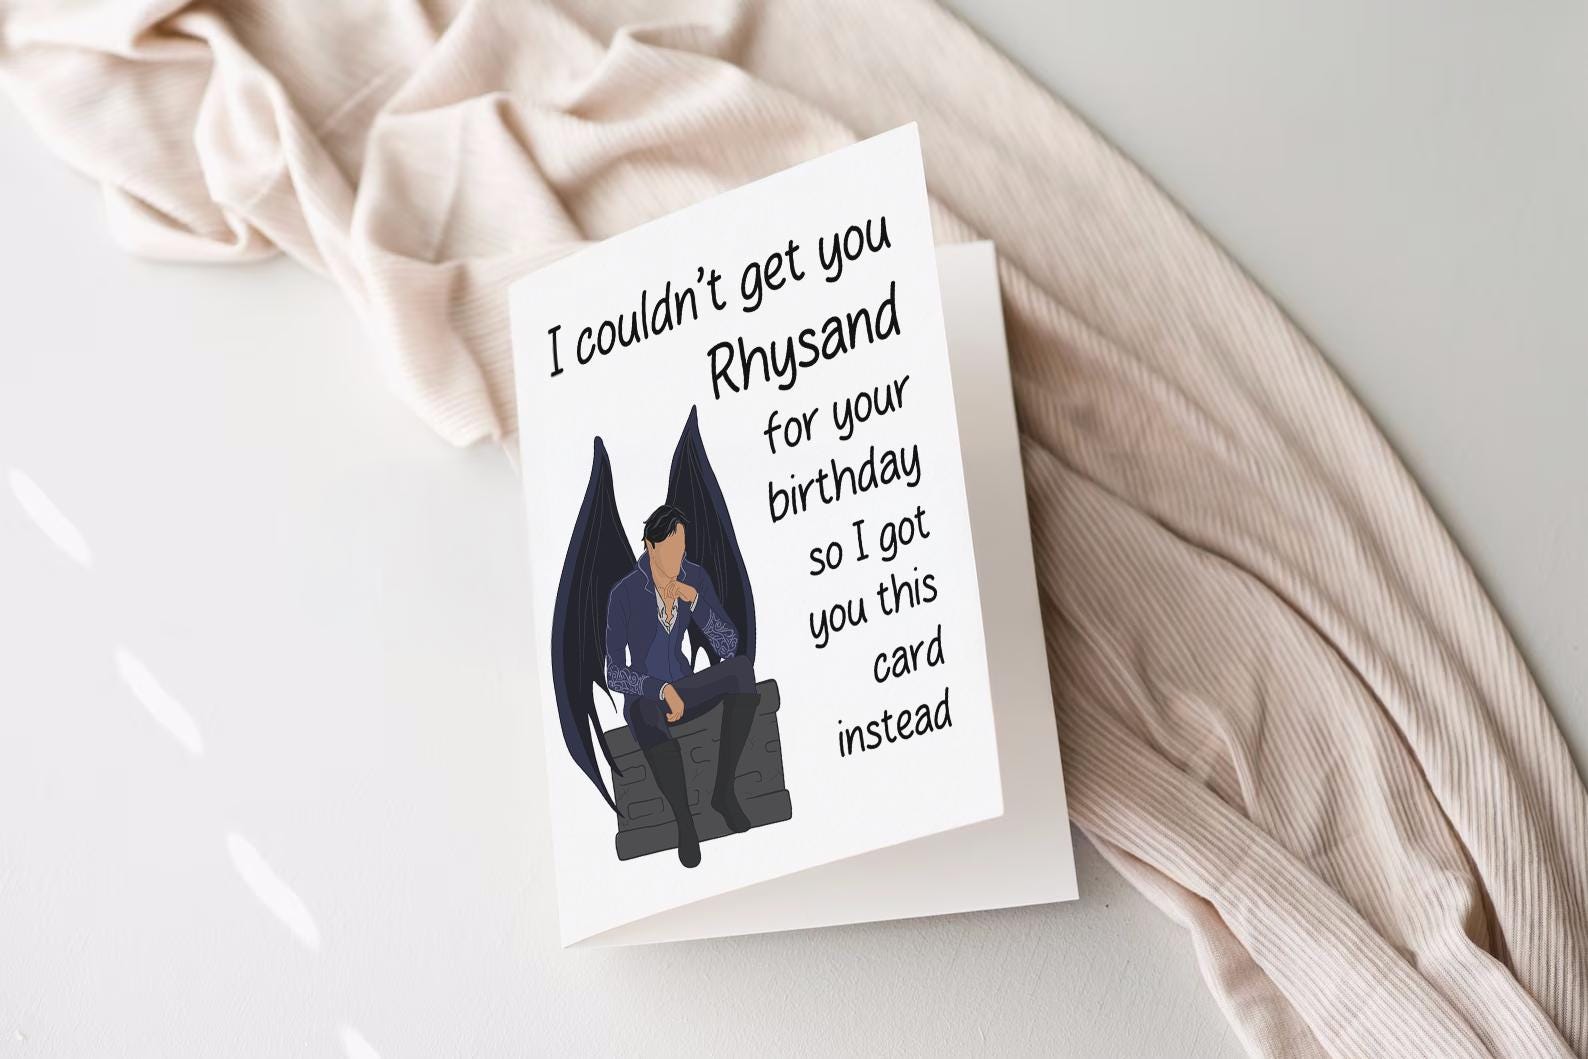 I couldn't get you
Rhysand
for your
birthday
so I got
you this
card
instead